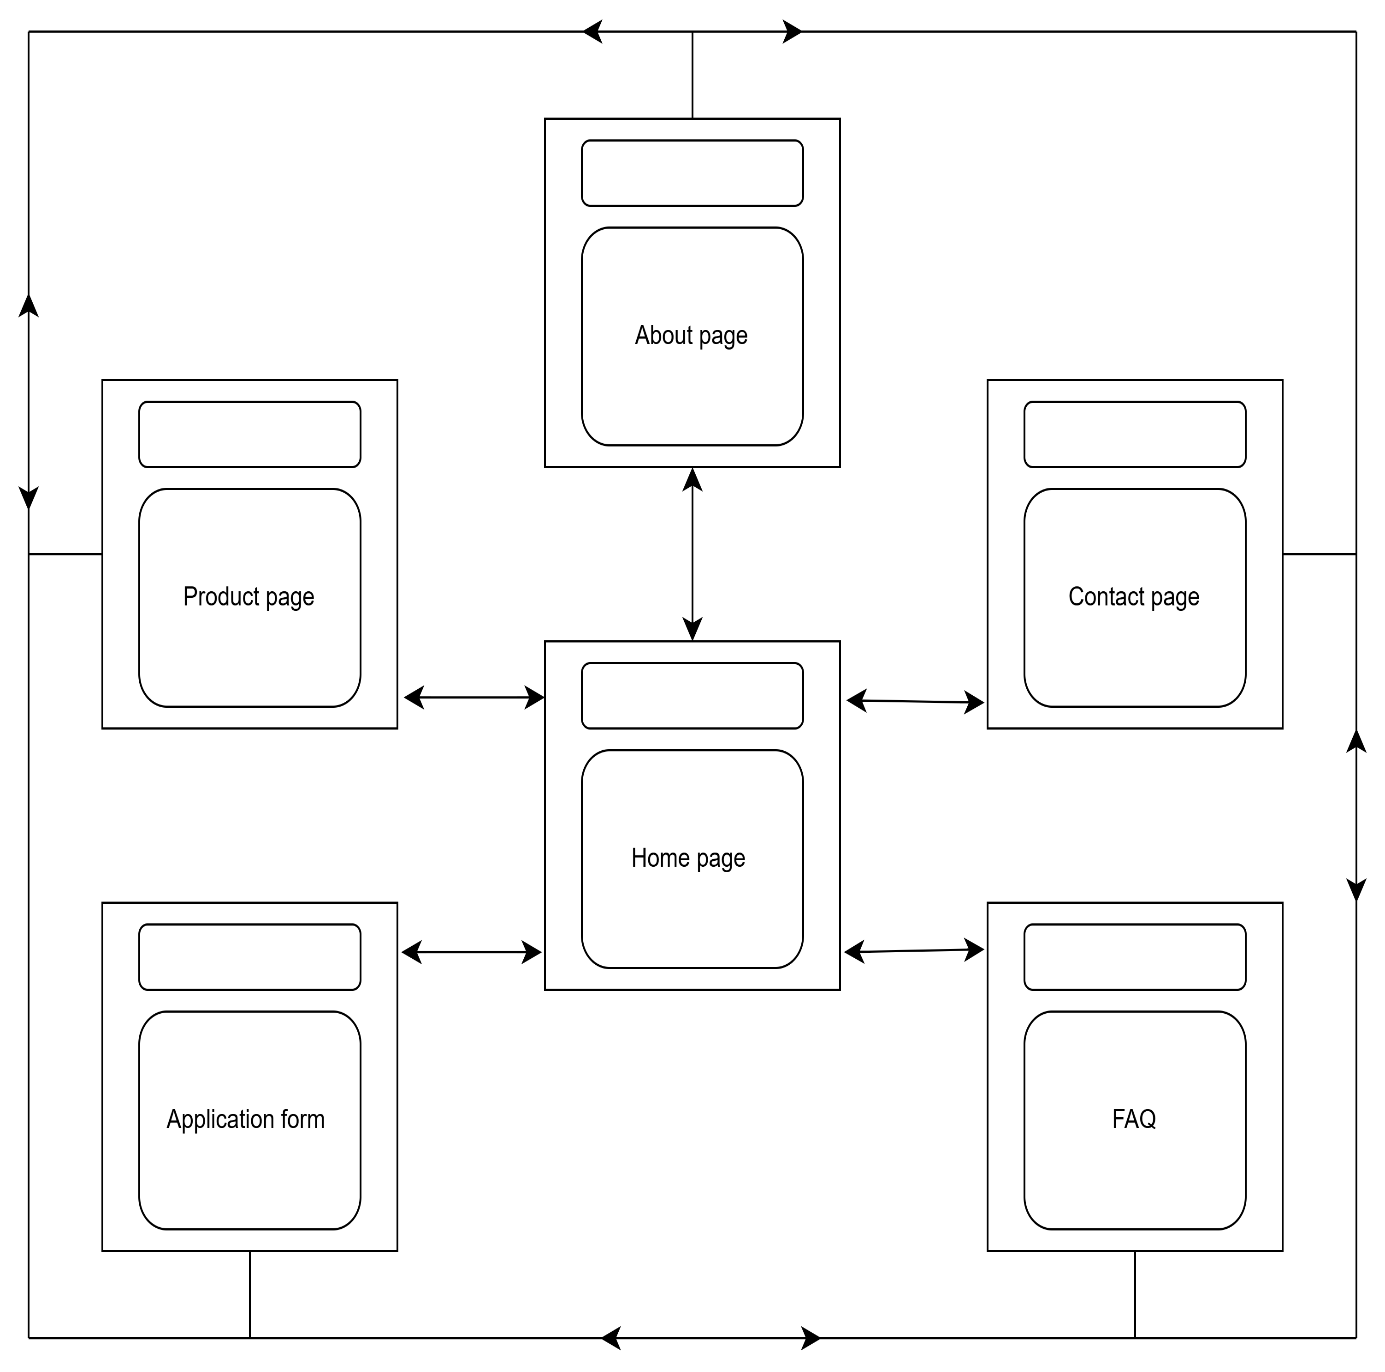 About page
Product page
Contact page
Home page
Application form
FAQ